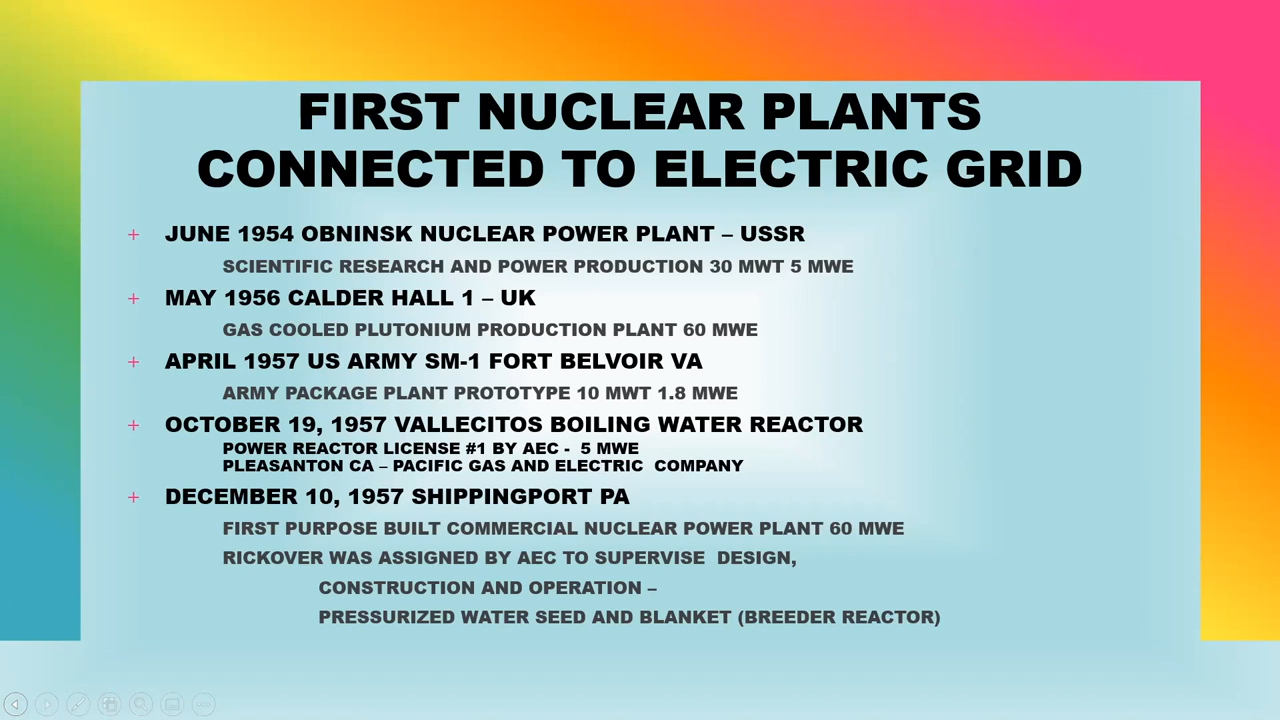 FIRST NUCLEAR PLANTS
CONNECTED TO ELECTRIC GRID
+ JUNE 1954 OBNINSK NUCLEAR POWER PLANT – USSR
SCIENTIFIC RESEARCH AND POWER PRODUCTION 30 MWT 5 MWE
+ MAY 1956 CALDER HALL 1 – UK
GAS COOLED PLUTONIUM PRODUCTION PLANT 60 MWE
+ APRIL 1957 US ARMY SM-1 FORT BELVOIR VA
ARMY PACKAGE PLANT PROTOTYPE 10 MWT 1.8 MWE
+ OCTOBER 19, 1957 VALLECITOS BOILING WATER REACTOR
POWER REACTOR LICENSE #1 BY AEC - 5 MWE
PLEASANTON CA – PACIFIC GAS AND ELECTRIC COMPANY
+ DECEMBER 10, 1957 SHIPPINGPORT PA
FIRST PURPOSE BUILT COMMERCIAL NUCLEAR POWER PLANT 60 MWE
RICKOVER WAS ASSIGNED BY AEC TO SUPERVISE DESIGN,
CONSTRUCTION AND OPERATION –
PRESSURIZED WATER SEED AND BLANKET (BREEDER REACTOR)